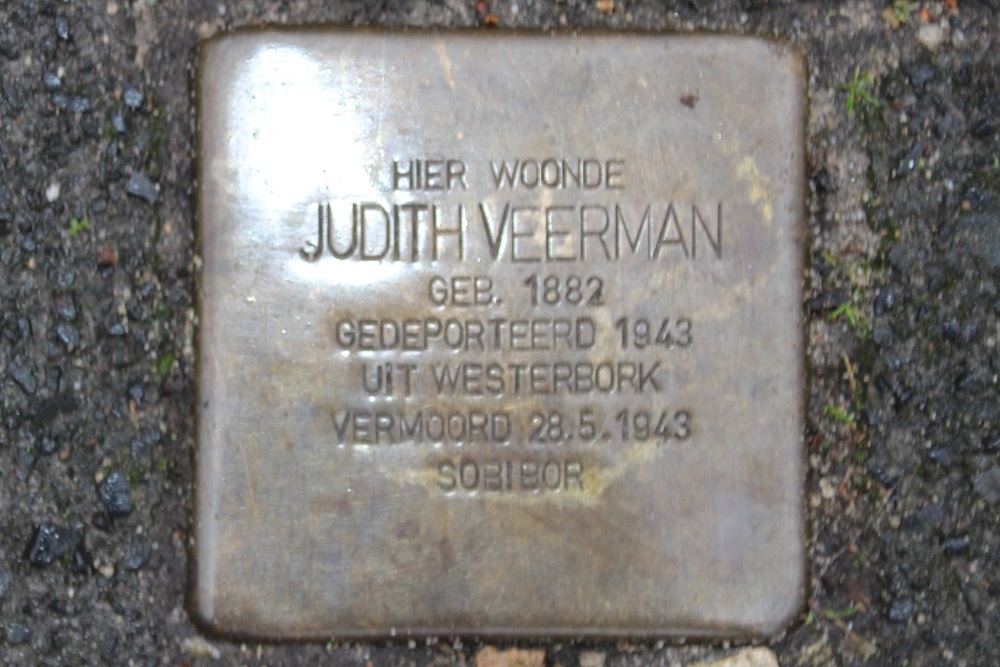 HIER WOONDE
JUDITH VEERMAN
GEB. 1882
GEDEPORTEERD 1943
UIT WESTERBORK
VERMOORD 28.5.1943
SOBIBOR